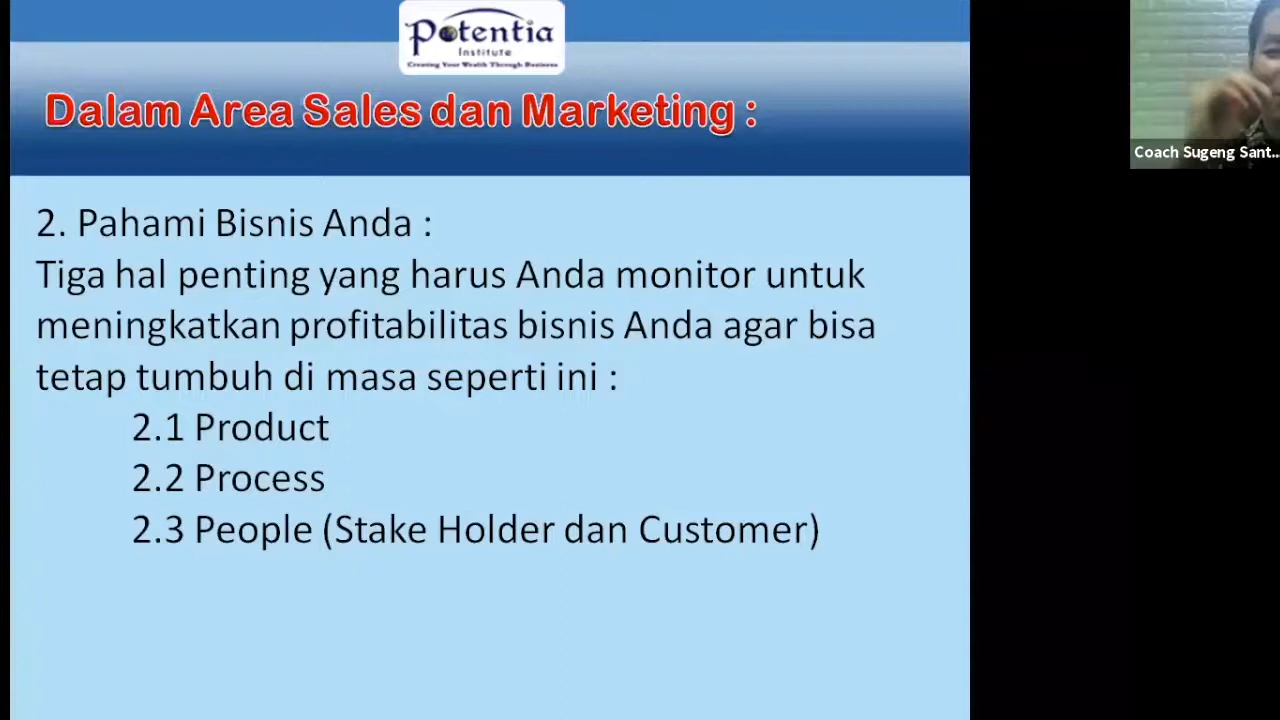 Potentia
Institute
Creating Your Wealth Through Business
Dalam Area Sales dan Marketing :
Coach Sugeng Sant...
2. Pahami Bisnis Anda :
Tiga hal penting yang harus Anda monitor untuk
meningkatkan profitabilitas bisnis Anda agar bisa
tetap tumbuh di masa seperti ini :
2.1 Product
2.2 Process
2.3 People (Stake Holder dan Customer)